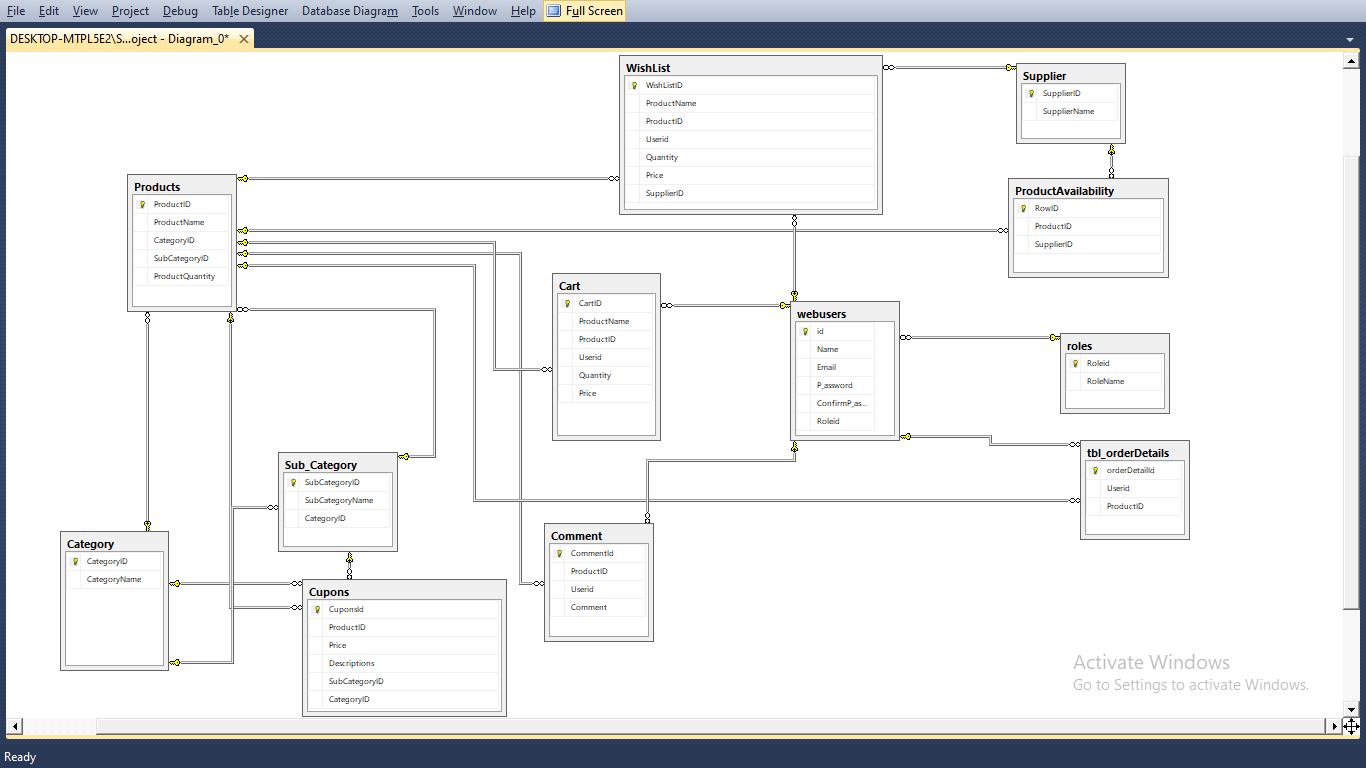 File Edit View Project Debug Table Designer Database Diagram Tools Window Help Full Screen
DESKTOP-MTPL5E2\S...oject - Diagram_0*
WishList
WishListID
ProductName
ProductID
Userid
Quantity
Price
SupplierID
Supplier
SupplierID
SupplierName
Products
ProductID
ProductName
CategoryID
SubCategoryID
ProductQuantity
ProductAvailability
RowID
ProductID
SupplierID
Cart
CartID
ProductName
ProductID
Userid
Quantity
Price
webusers
id
Name
Email
P_assword
ConfirmP_as...
Roleid
roles
Roleid
RoleName
Sub_Category
SubCategoryID
SubCategoryName
CategoryID
tbl_orderDetails
orderDetailId
Userid
ProductID
Category
CategoryID
CategoryName
Comment
CommentId
ProductID
Userid
Comment
Cupons
CuponsId
ProductID
Price
Descriptions
SubCategoryID
CategoryID
Activate Windows
Go to Settings to activate Windows.
Ready